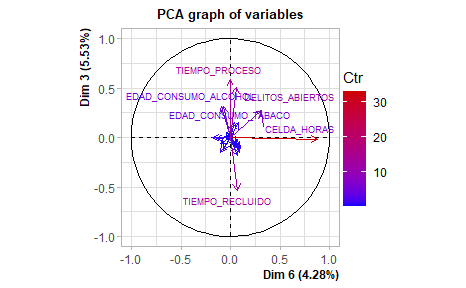 PCA graph of variables
Dim 3 (5.53%)
1.0
0.5
0.0
-0.5
-1.0
TIEMPO_PROCESO
EDAD_CONSUMO_ALCOHOL
DELITOS_ABIERTOS
EDAD_CONSUMO_TABACO
CELDA_HORAS
TIEMPO_RECLUIDO
-1.0 -0.5 0.0 0.5 1.0
Dim 6 (4.28%)
Ctr
30
20
10